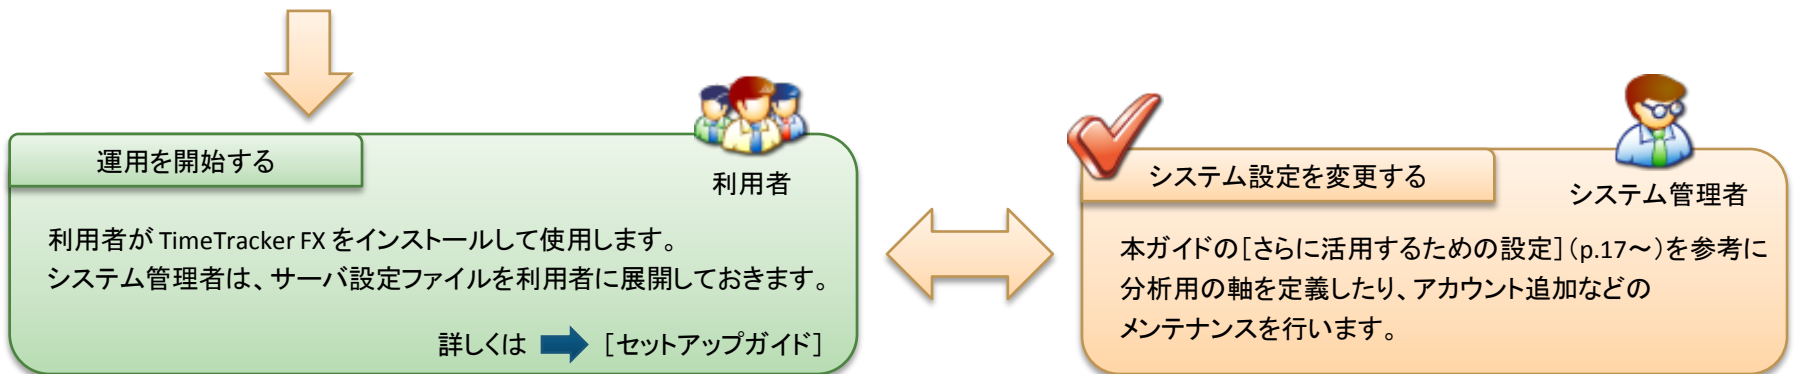 運用を開始する
利用者
利用者が TimeTracker FX をインストールして使用します。
システム管理者は、サーバ設定ファイルを利用者に展開しておきます。
詳しくは [セットアップガイド]
システム設定を変更する
システム管理者
本ガイドの[さらに活用するための設定](p.17～)を参考に
分析用の軸を定義したり、アカウント追加などの
メンテナンスを行います。